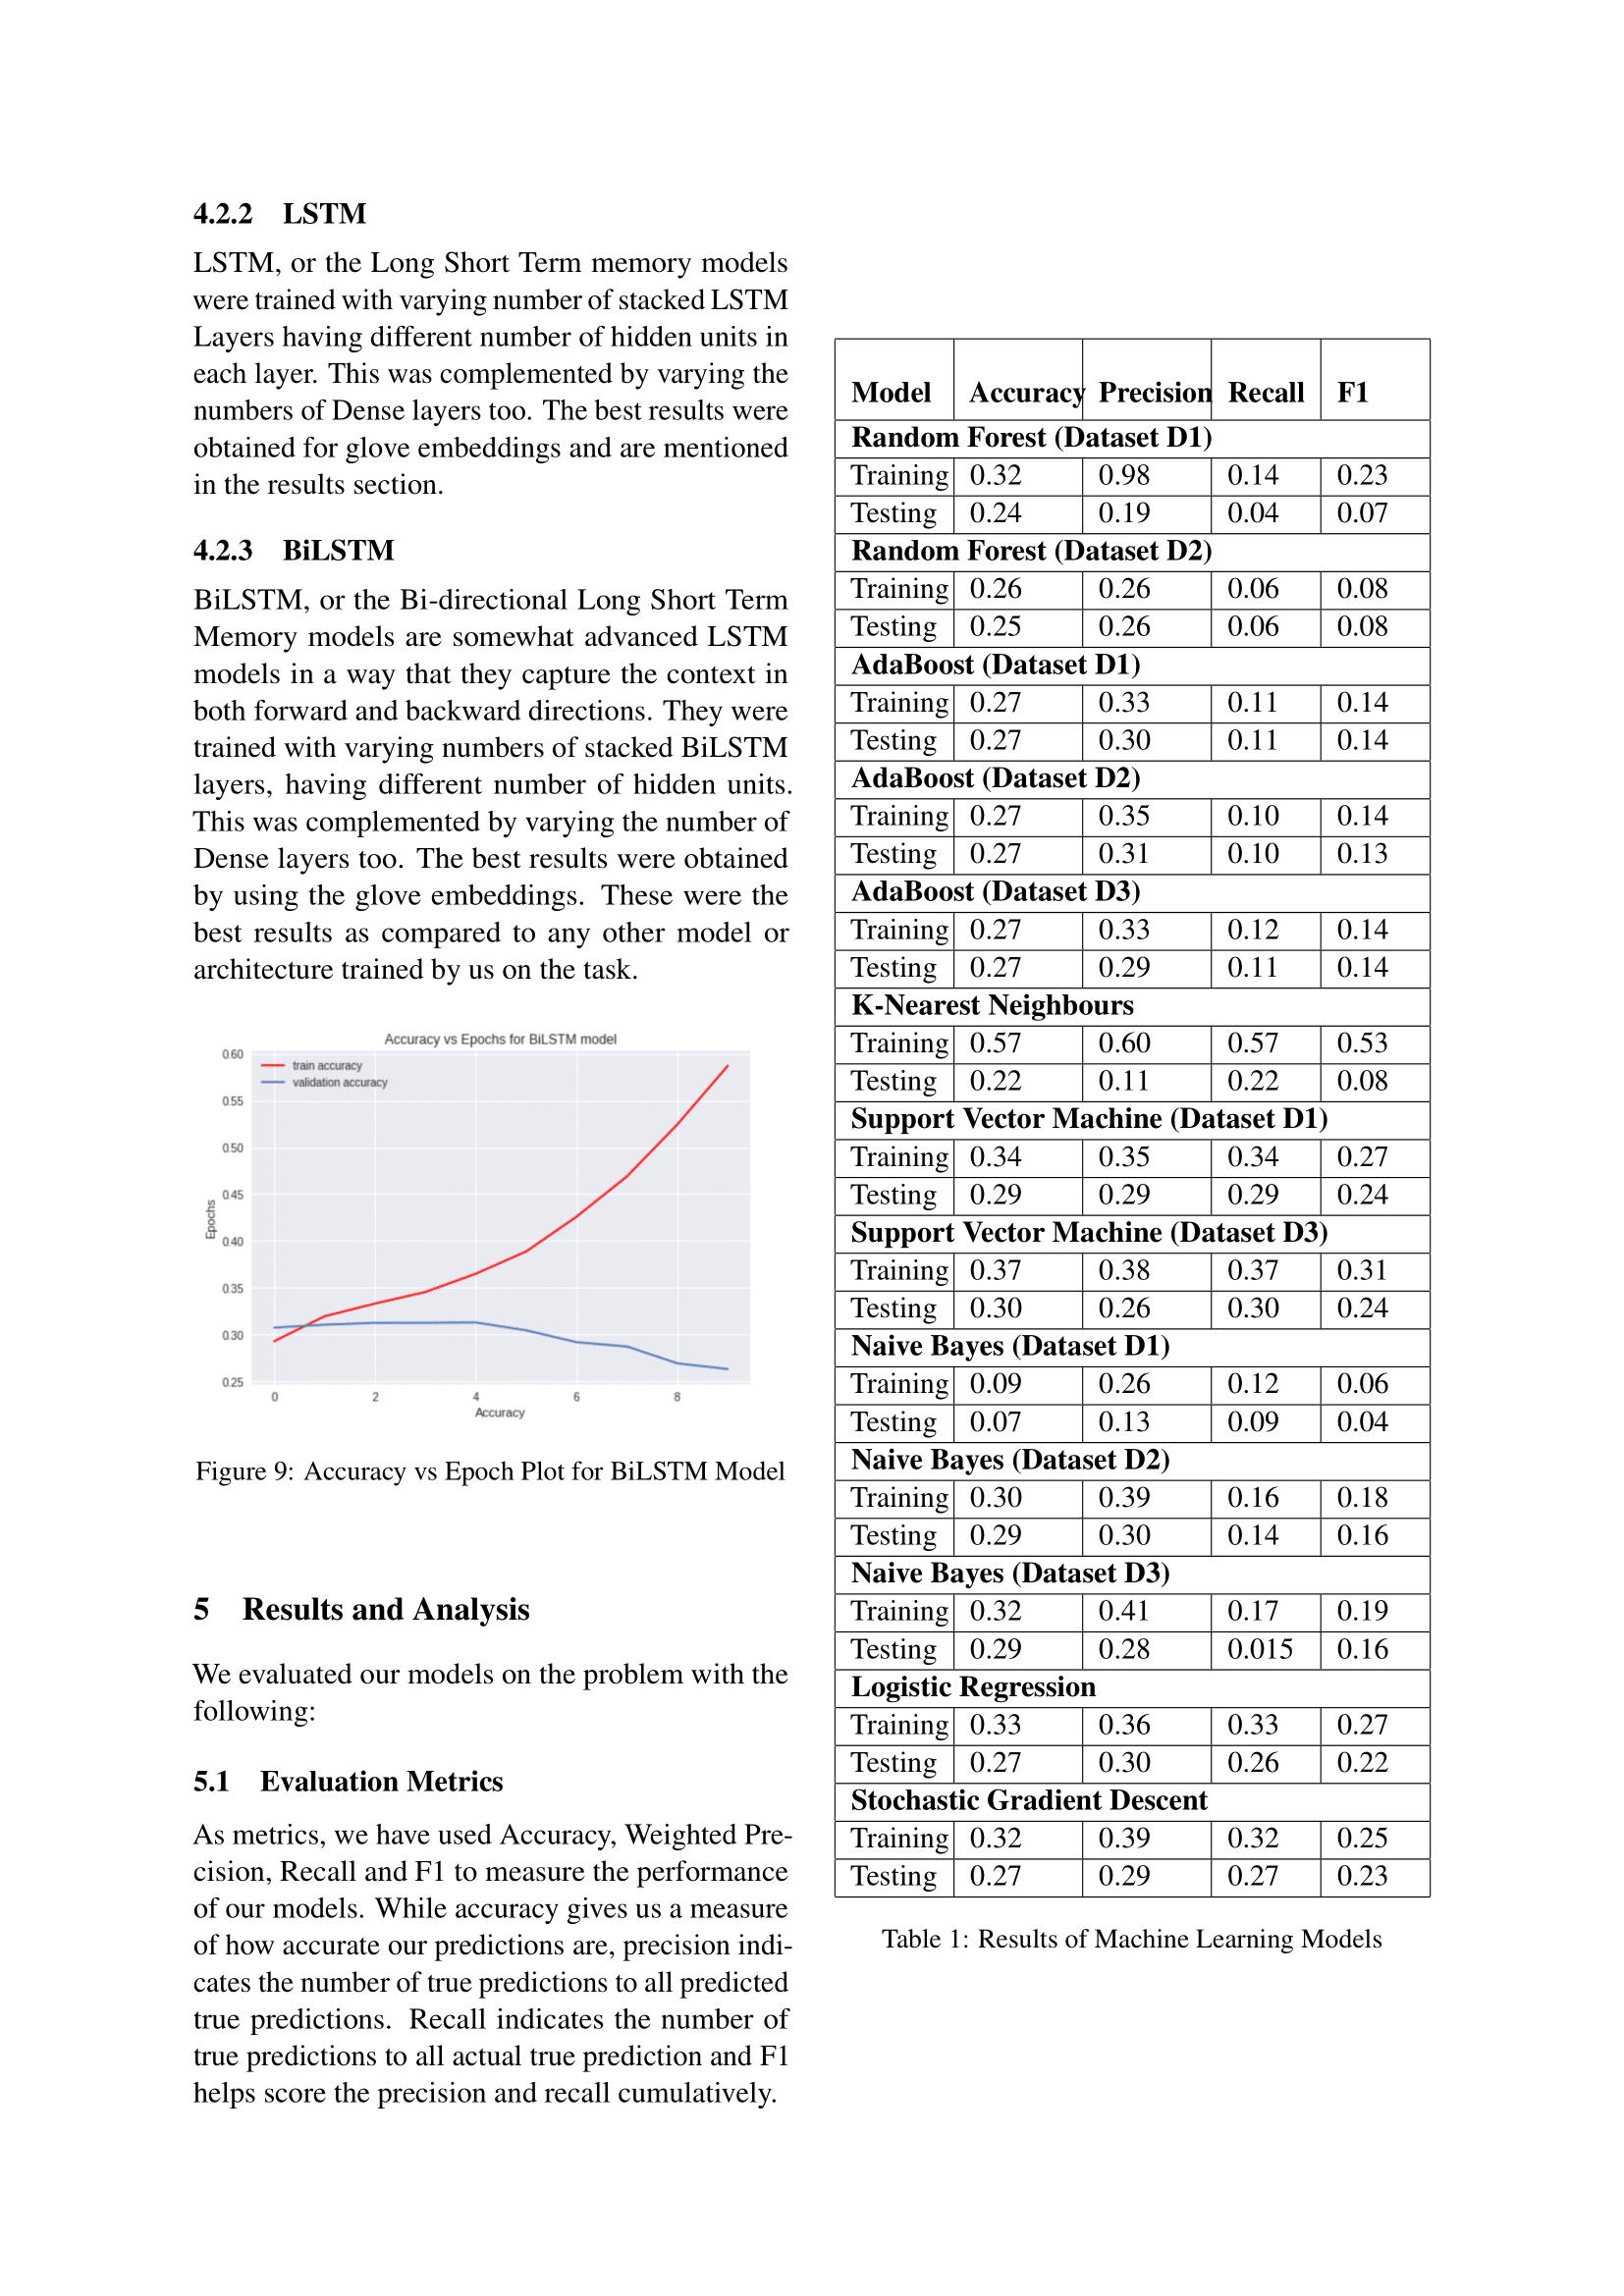 4.2.2 LSTM
LSTM, or the Long Short Term memory models
were trained with varying number of stacked LSTM
Layers having different number of hidden units in
each layer. This was complemented by varying the
numbers of Dense layers too. The best results were
obtained for glove embeddings and are mentioned
in the results section.
4.2.3 BiLSTM
BiLSTM, or the Bi-directional Long Short Term
Memory models are somewhat advanced LSTM
models in a way that they capture the context in
both forward and backward directions. They were
trained with varying numbers of stacked BiLSTM
layers, having different number of hidden units.
This was complemented by varying the number of
Dense layers too. The best results were obtained
by using the glove embeddings. These were the
best results as compared to any other model or
architecture trained by us on the task.
Accuracy vs Epochs for BiLSTM model
train accuracy
validation accuracy
0.60
0.55
0.50
0.45
0.40
0.35
0.30
0.25
Epochs
0 2 4 6 8
Accuracy
Figure 9: Accuracy vs Epoch Plot for BiLSTM Model
5 Results and Analysis
We evaluated our models on the problem with the
following:
5.1 Evaluation Metrics
As metrics, we have used Accuracy, Weighted Pre-
cision, Recall and F1 to measure the performance
of our models. While accuracy gives us a measure
of how accurate our predictions are, precision indi-
cates the number of true predictions to all predicted
true predictions. Recall indicates the number of
true predictions to all actual true prediction and F1
helps score the precision and recall cumulatively.
Model Accuracy Precision Recall F1
Random Forest (Dataset D1)
Training 0.32 0.98 0.14 0.23
Testing 0.24 0.19 0.04 0.07
Random Forest (Dataset D2)
Training 0.26 0.26 0.06 0.08
Testing 0.25 0.26 0.06 0.08
AdaBoost (Dataset D1)
Training 0.27 0.33 0.11 0.14
Testing 0.27 0.30 0.11 0.14
AdaBoost (Dataset D2)
Training 0.27 0.35 0.10 0.14
Testing 0.27 0.31 0.10 0.13
AdaBoost (Dataset D3)
Training 0.27 0.33 0.12 0.14
Testing 0.27 0.29 0.11 0.14
K-Nearest Neighbours
Training 0.57 0.60 0.57 0.53
Testing 0.22 0.11 0.22 0.08
Support Vector Machine (Dataset D1)
Training 0.34 0.35 0.34 0.27
Testing 0.29 0.29 0.29 0.24
Support Vector Machine (Dataset D3)
Training 0.37 0.38 0.37 0.31
Testing 0.30 0.26 0.30 0.24
Naive Bayes (Dataset D1)
Training 0.09 0.26 0.12 0.06
Testing 0.07 0.13 0.09 0.04
Naive Bayes (Dataset D2)
Training 0.30 0.39 0.16 0.18
Testing 0.29 0.30 0.14 0.16
Naive Bayes (Dataset D3)
Training 0.32 0.41 0.17 0.19
Testing 0.29 0.28 0.015 0.16
Logistic Regression
Training 0.33 0.36 0.33 0.27
Testing 0.27 0.30 0.26 0.22
Stochastic Gradient Descent
Training 0.32 0.39 0.32 0.25
Testing 0.27 0.29 0.27 0.23
Table 1: Results of Machine Learning Models